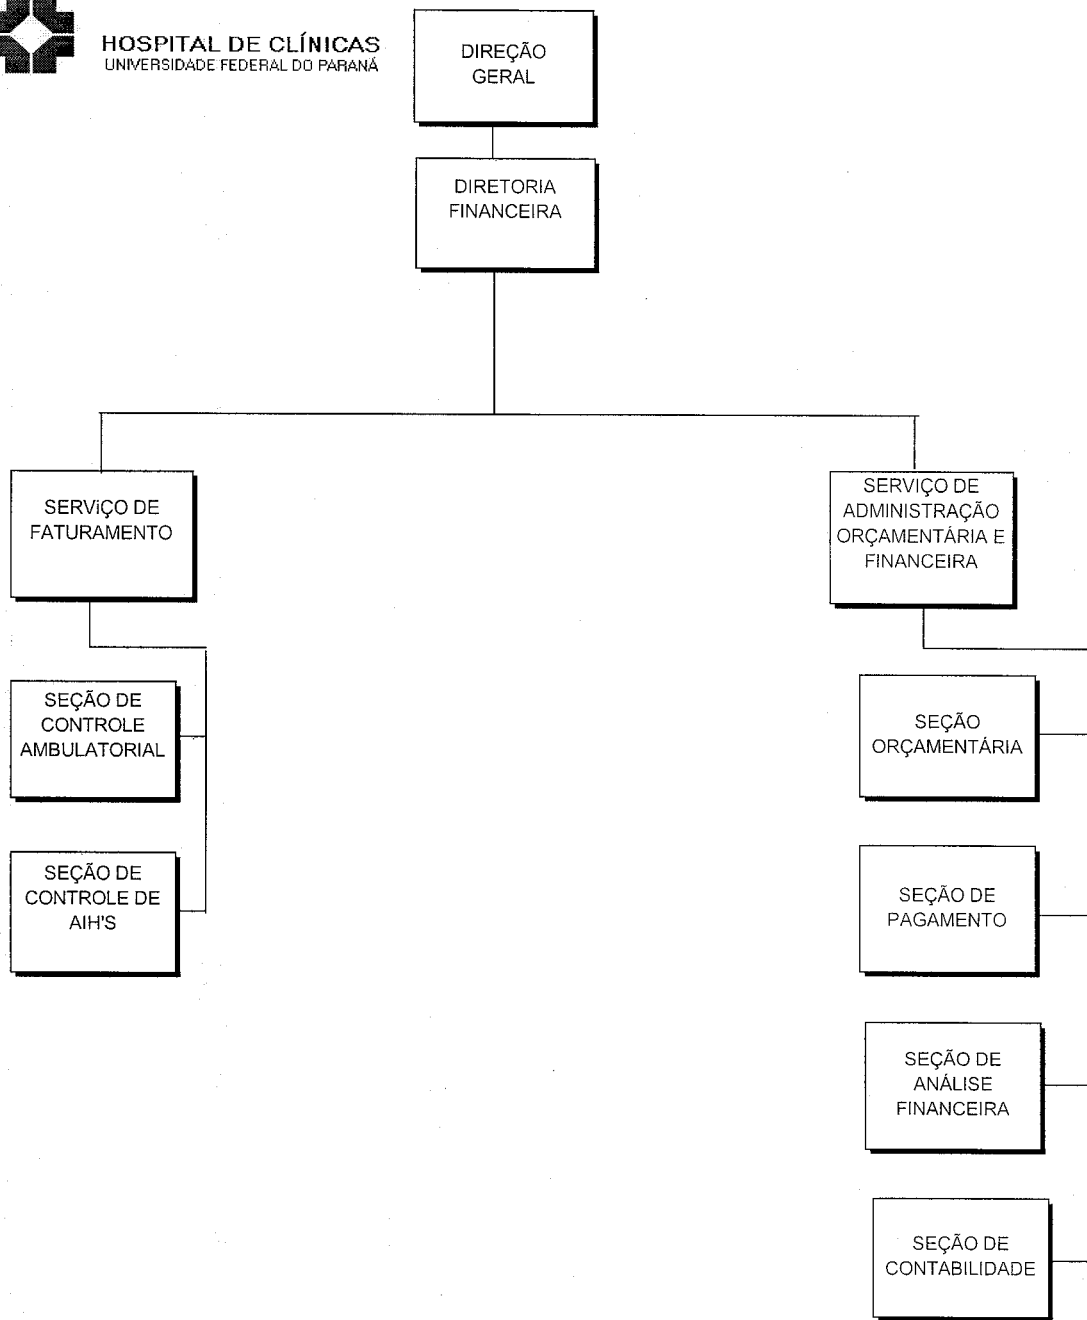 HOSPITAL DE CLÍNICAS
UNIVERSIDADE FEDERAL DO PARANÁ
DIREÇÃO
GERAL
DIRETORIA
FINANCEIRA
SERVIÇO DE
FATURAMENTO
SERVIÇO DE
ADMINISTRAÇÃO
ORÇAMENTÁRIA E
FINANCEIRA
SEÇÃO DE
CONTROLE
AMBULATORIAL
SEÇÃO DE
CONTROLE DE
AIH'S
SEÇÃO
ORÇAMENTÁRIA
SEÇÃO DE
PAGAMENTO
SEÇÃO DE
ANÁLISE
FINANCEIRA
SEÇÃO DE
CONTABILIDADE